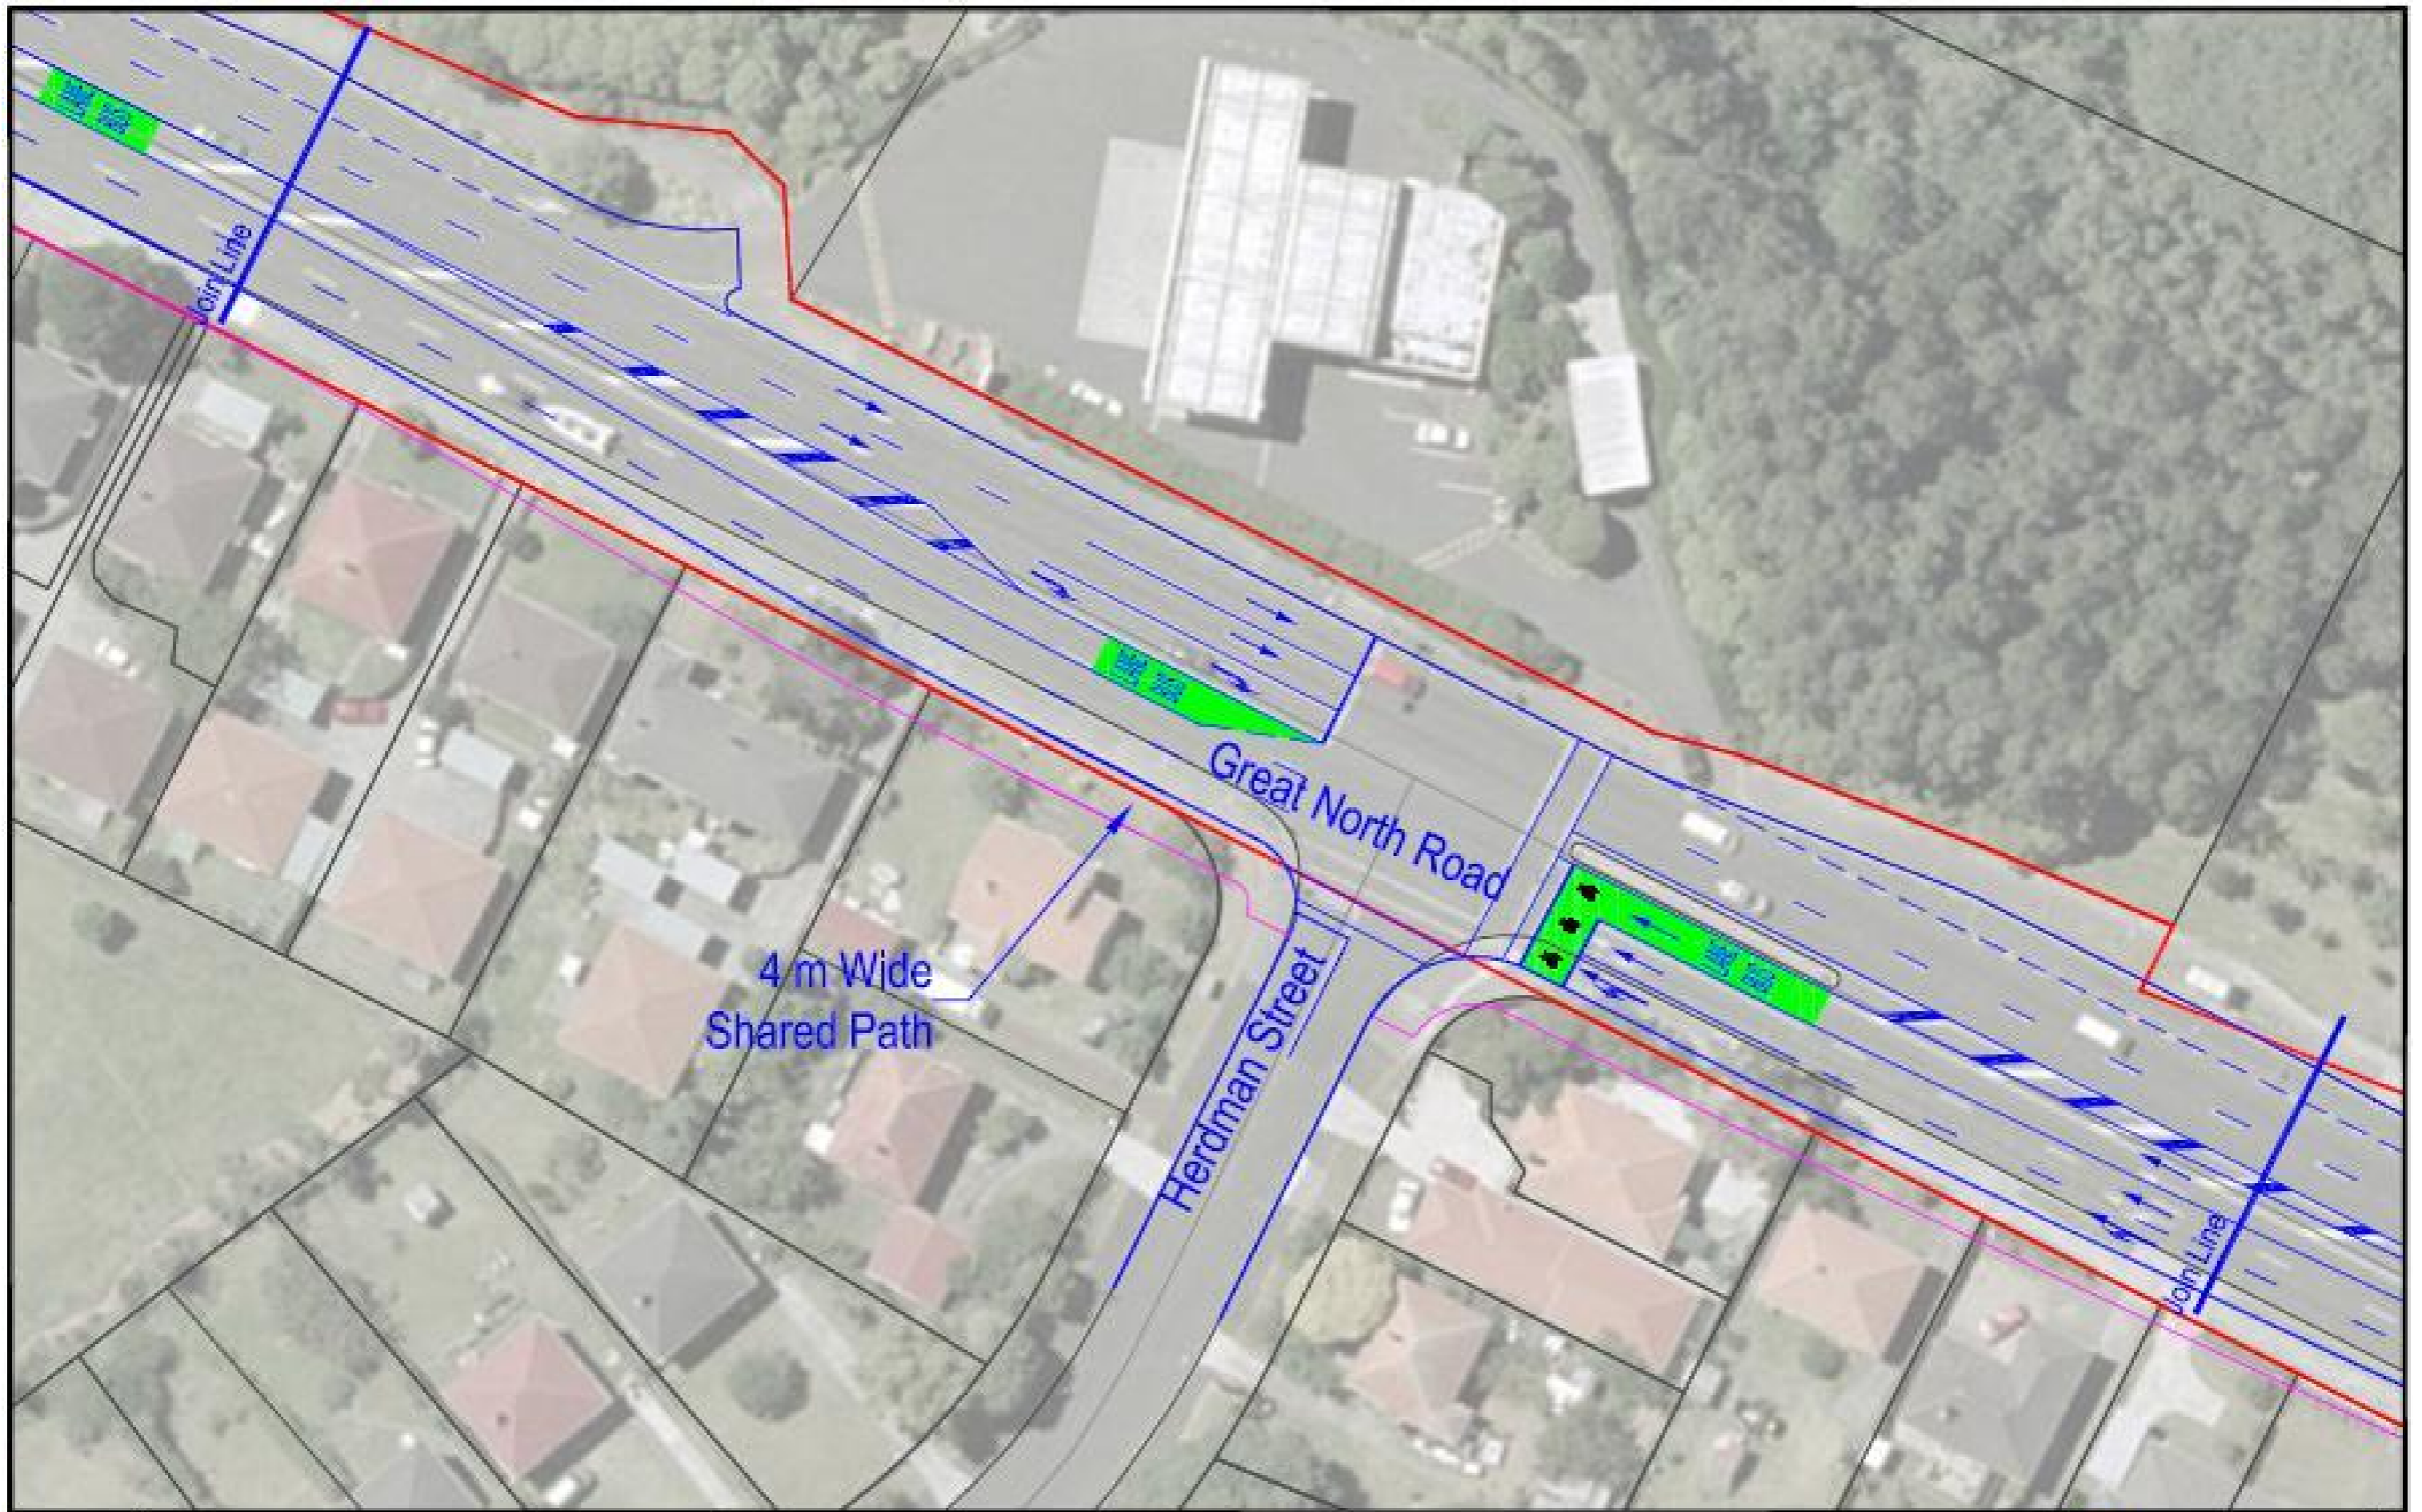 Join Line
Great North Road
4 m Wide
Shared Path
Herdman Street
Join Line